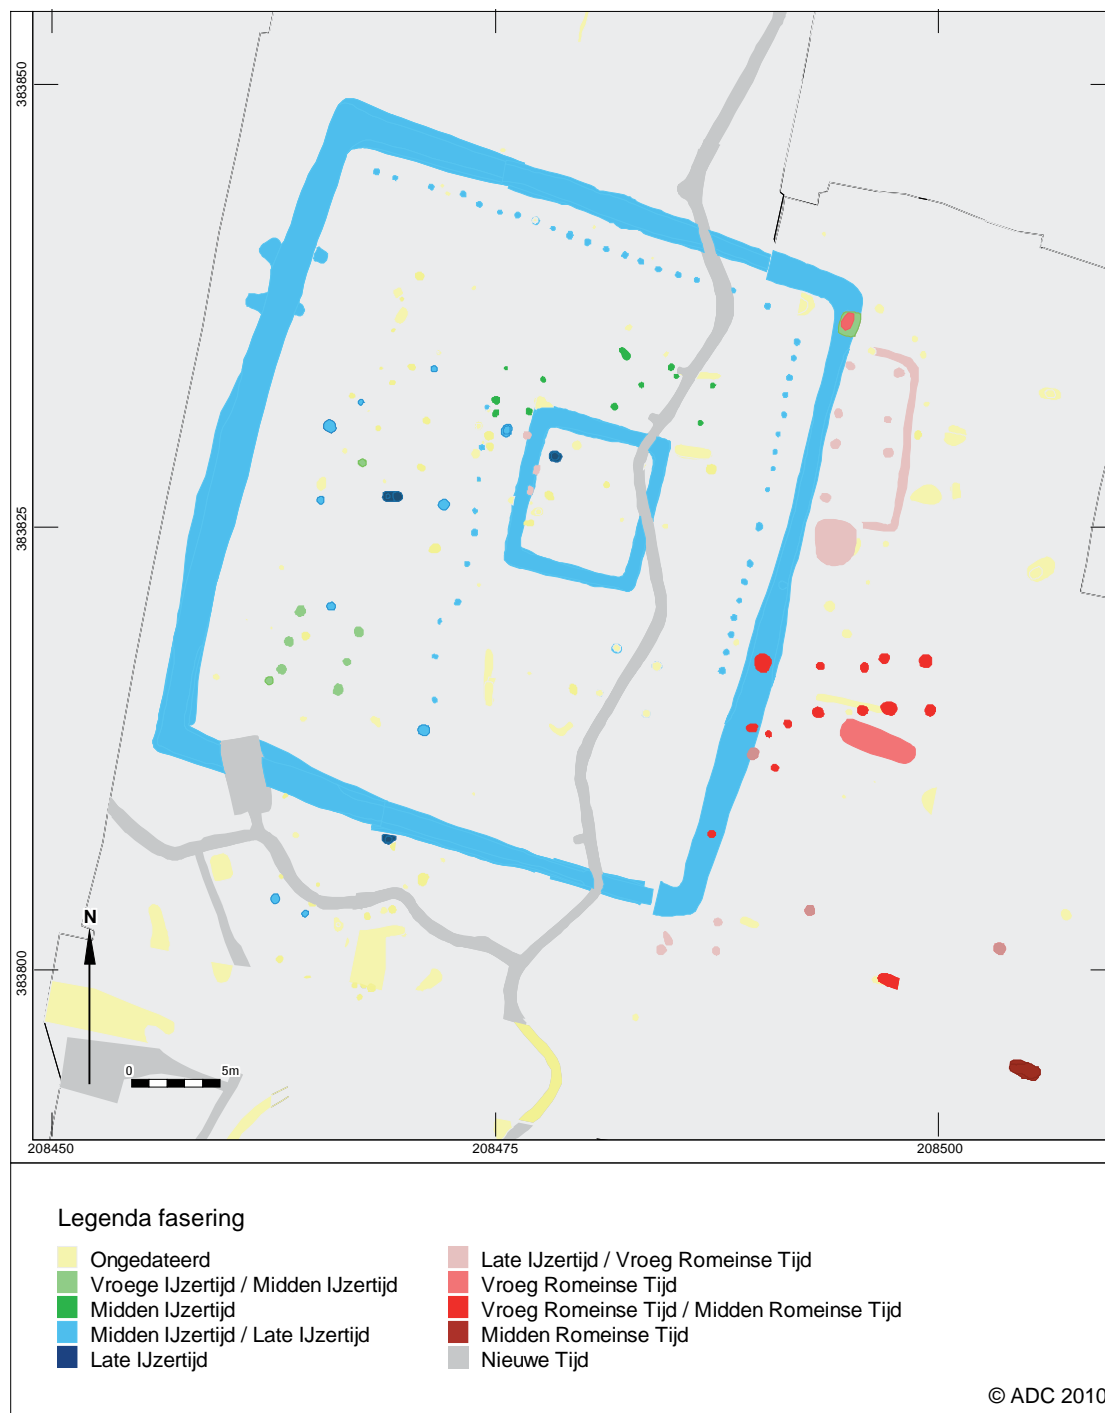 383850
383825
383800
N
0 5m
208450 208475 208500
Legenda fasering
Ongedateerd
Vroege IJzertijd / Midden IJzertijd
Midden IJzertijd
Midden IJzertijd / Late IJzertijd
Late IJzertijd
Late IJzertijd / Vroeg Romeinse Tijd
Vroeg Romeinse Tijd
Vroeg Romeinse Tijd / Midden Romeinse Tijd
Midden Romeinse Tijd
Nieuwe Tijd
© ADC 2010